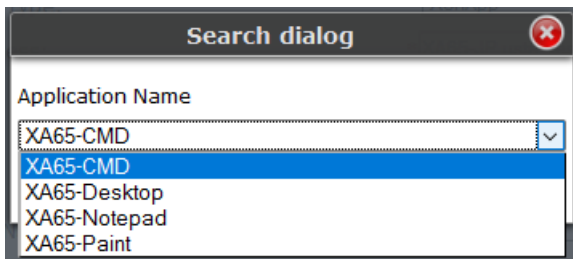 Search dialog
Application Name
XA65-CMD
XA65-CMD
XA65-Desktop
XA65-Notepad
XA65-Paint